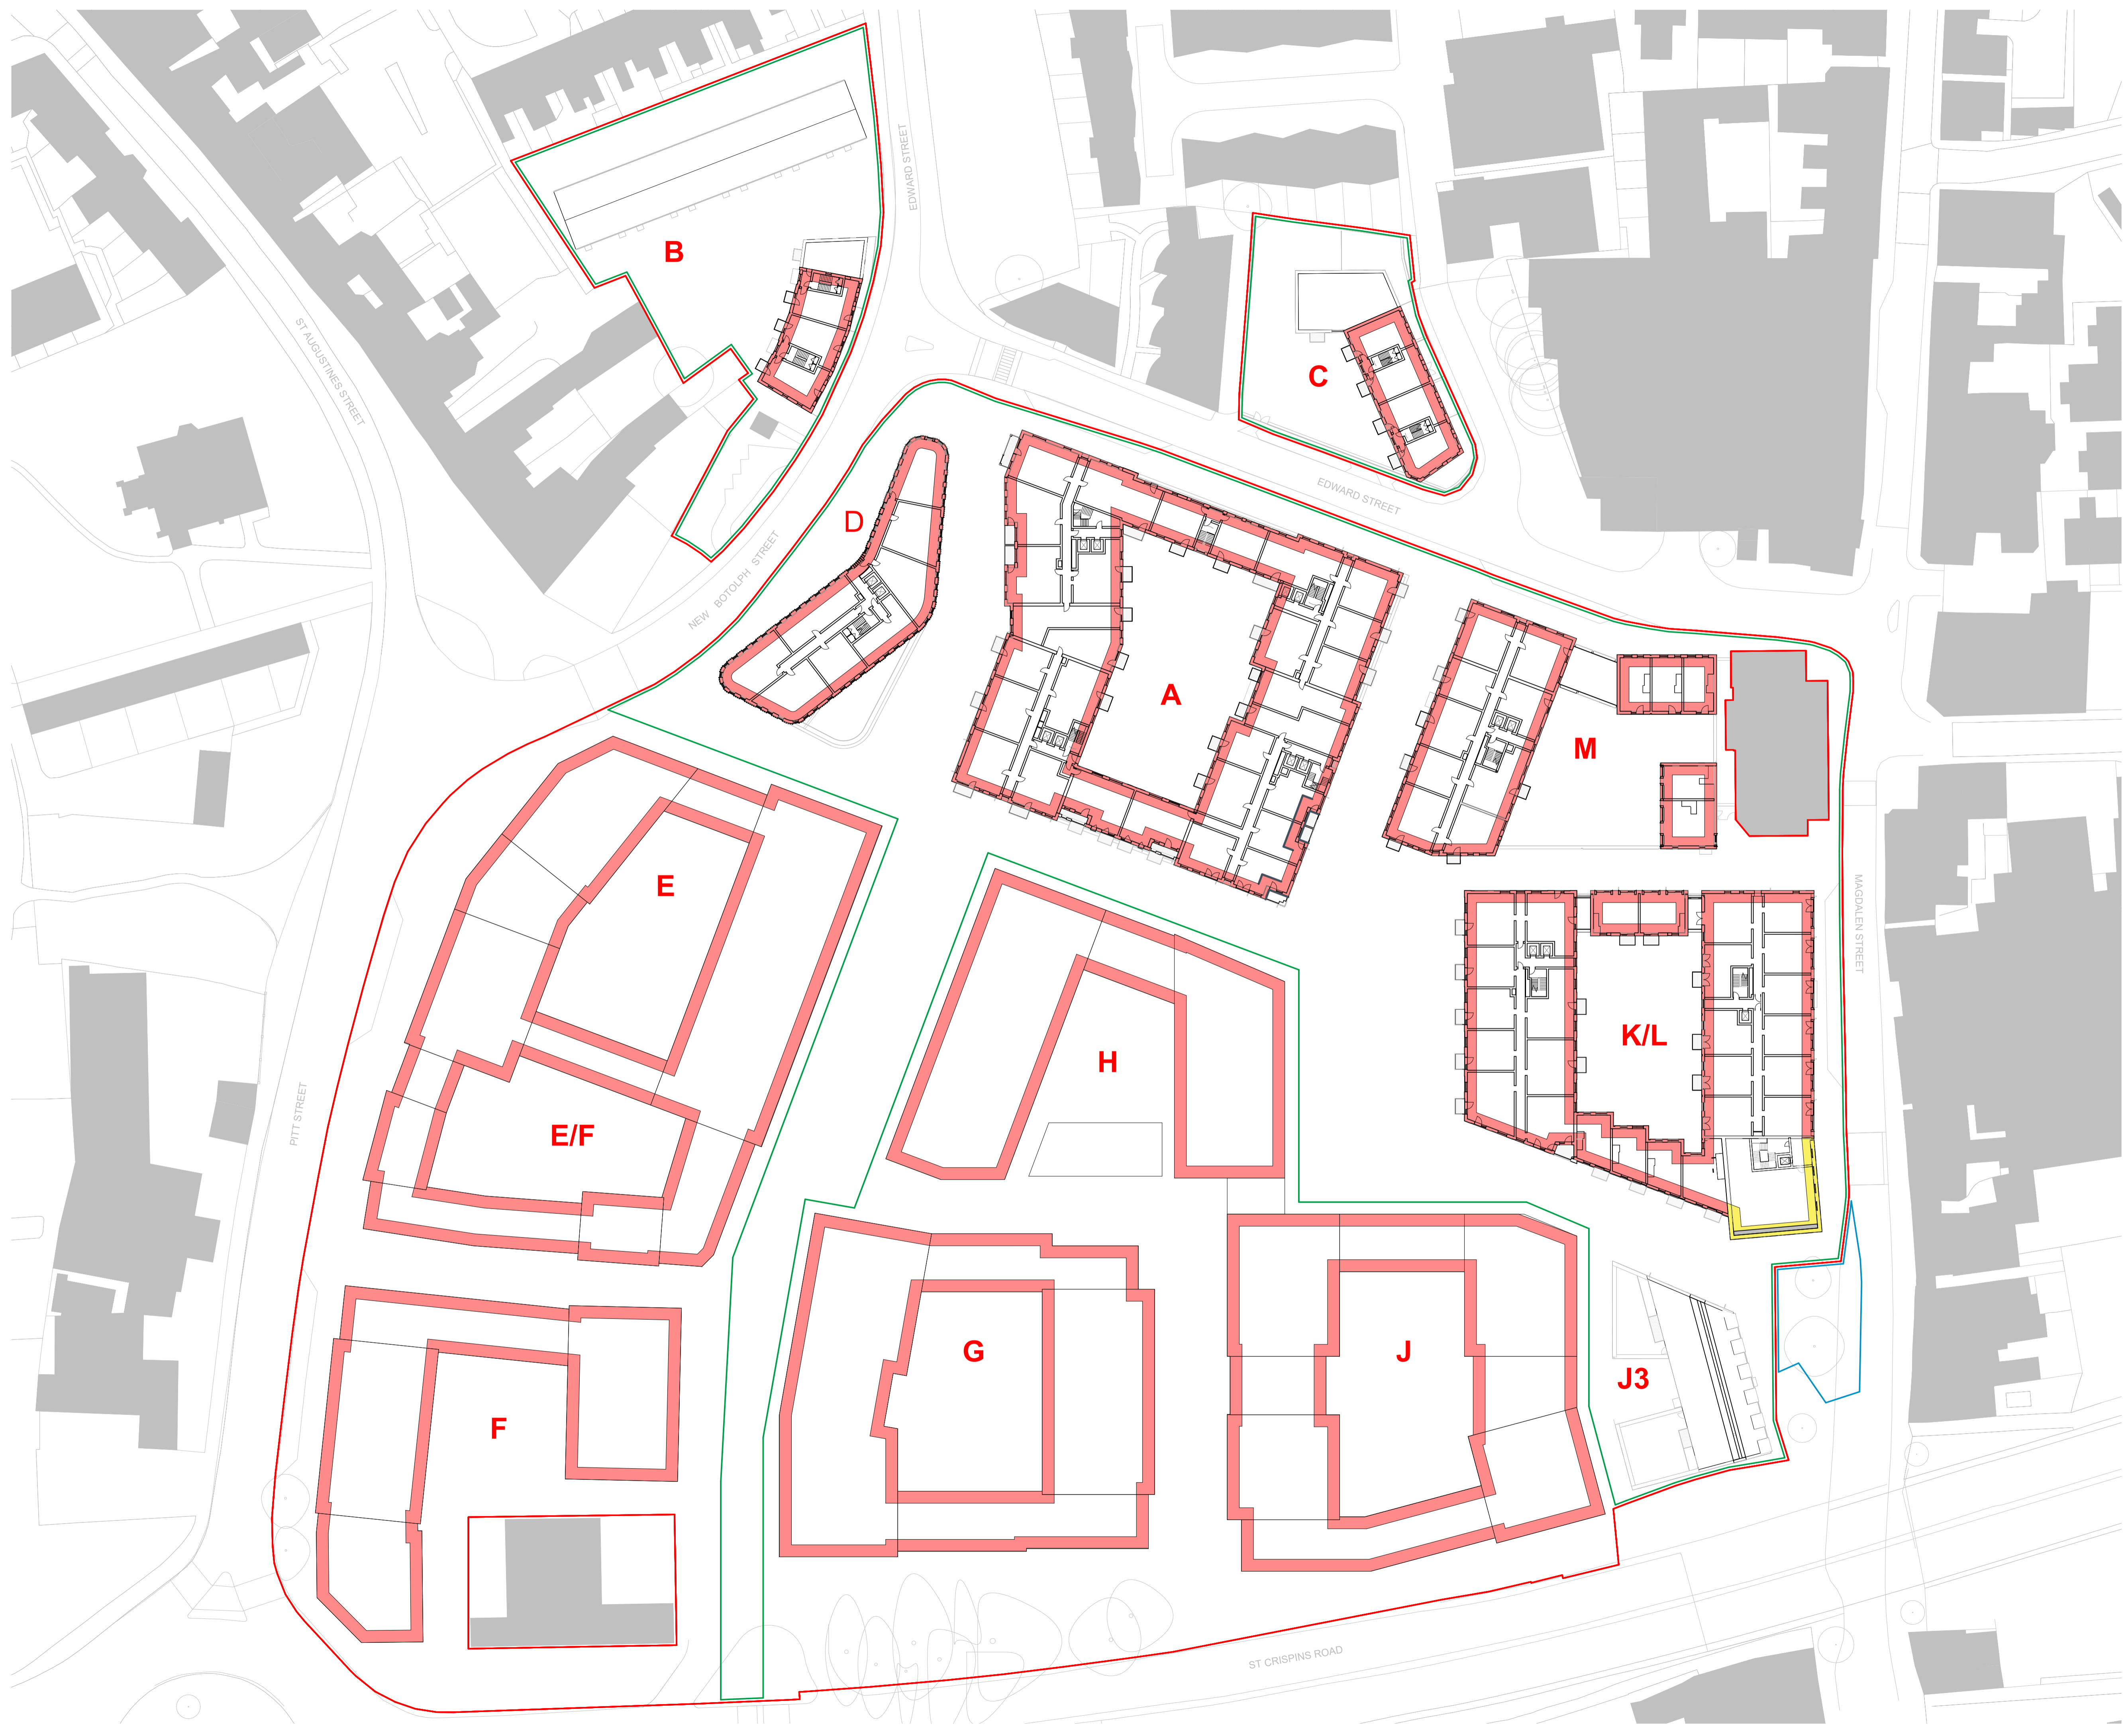 EDWARD STREET
B
ST AUGUSTINES STREET
C
EDWARD STREET
D
NEW BOTOLPH STREET
A
M
E
MAGDALEN STREET
K/L
H
PITT STREET
E/F
G
J
J3
F
ST CRISPINS ROAD